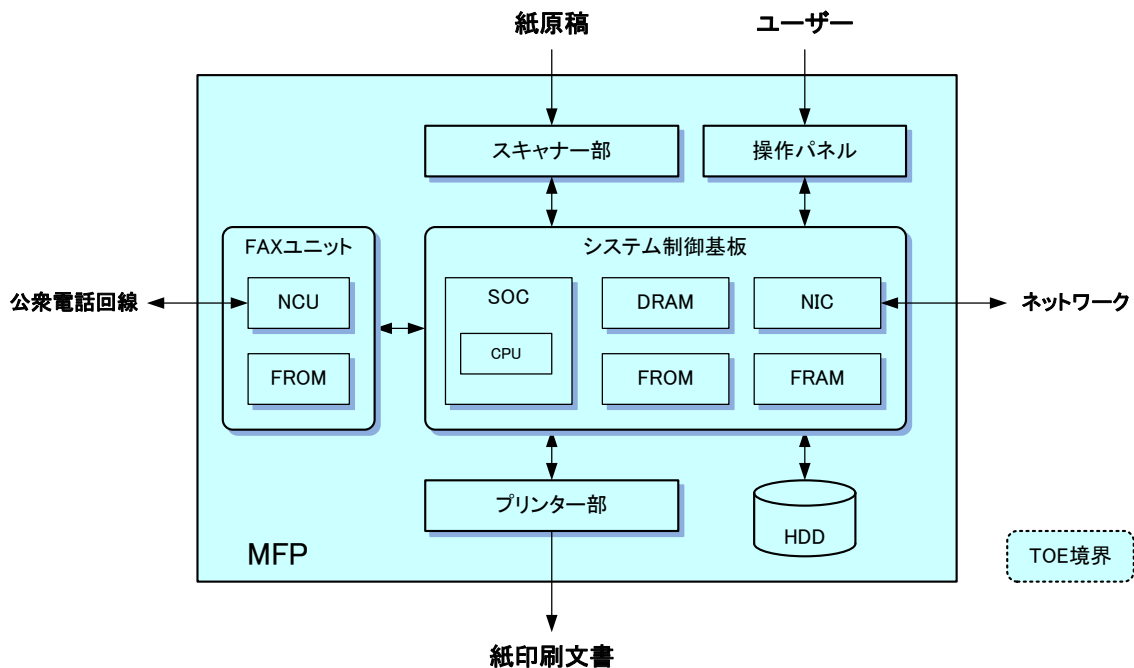 紙原稿
ユーザー
スキャナー部
操作パネル
FAXユニット
システム制御基板
公衆電話回線
NCU
SOC
DRAM
NIC
ネットワーク
CPU
FROM
FROM
FRAM
プリンター部
HDD
MFP
TOE境界
紙印刷文書